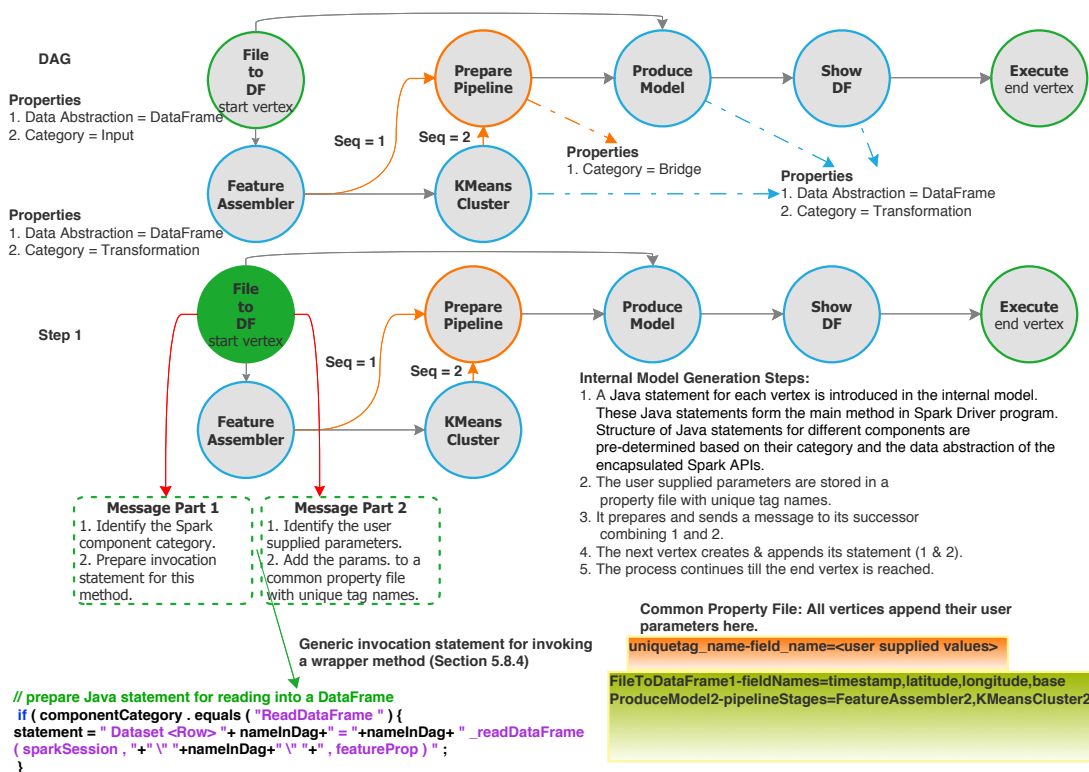 DAG
File
to
DF
start vertex
Prepare
Pipeline
Produce
Model
Show
DF
Execute
end vertex
Properties
1. Data Abstraction = DataFrame
2. Category = Input
Seq = 1
Seq = 2
Properties
1. Category = Bridge
Feature
Assembler
KMeans
Cluster
Properties
1. Data Abstraction = DataFrame
2. Category = Transformation
Properties
1. Data Abstraction = DataFrame
2. Category = Transformation
Step 1
File
to
DF
start vertex
Prepare
Pipeline
Produce
Model
Show
DF
Execute
end vertex
Seq = 1
Seq = 2
Feature
Assembler
KMeans
Cluster
Internal Model Generation Steps:
1. A Java statement for each vertex is introduced in the internal model.
These Java statements form the main method in Spark Driver program.
Structure of Java statements for different components are
pre-determined based on their category and the data abstraction of the
encapsulated Spark APIs.
2. The user supplied parameters are stored in a
property file with unique tag names.
3. It prepares and sends a message to its successor
combining 1 and 2.
4. The next vertex creates & appends its statement (1 & 2).
5. The process continues till the end vertex is reached.
Message Part 1
1. Identify the Spark
component category.
2. Prepare invocation
statement for this
method.
Message Part 2
1. Identify the user
supplied parameters.
2. Add the params. to a
common property file
with unique tag names.
Generic invocation statement for invoking
a wrapper method (Section 5.8.4)
Common Property File: All vertices append their user
parameters here.
uniquetag_name-field_name=<user supplied values>
FileToDataFrame1-fieldNames=timestamp,latitude,longitude,base
ProduceModel2-pipelineStages=FeatureAssembler2,KMeansCluster2
// prepare Java statement for reading into a DataFrame
if ( componentCategory . equals ( "ReadDataFrame " ) {
statement = " Dataset <Row> "+ nameInDag+" = "+nameInDag+ " _readDataFrame
( sparkSession , "+" \" "+nameInDag+" \" "+" , featureProp ) " ;
}